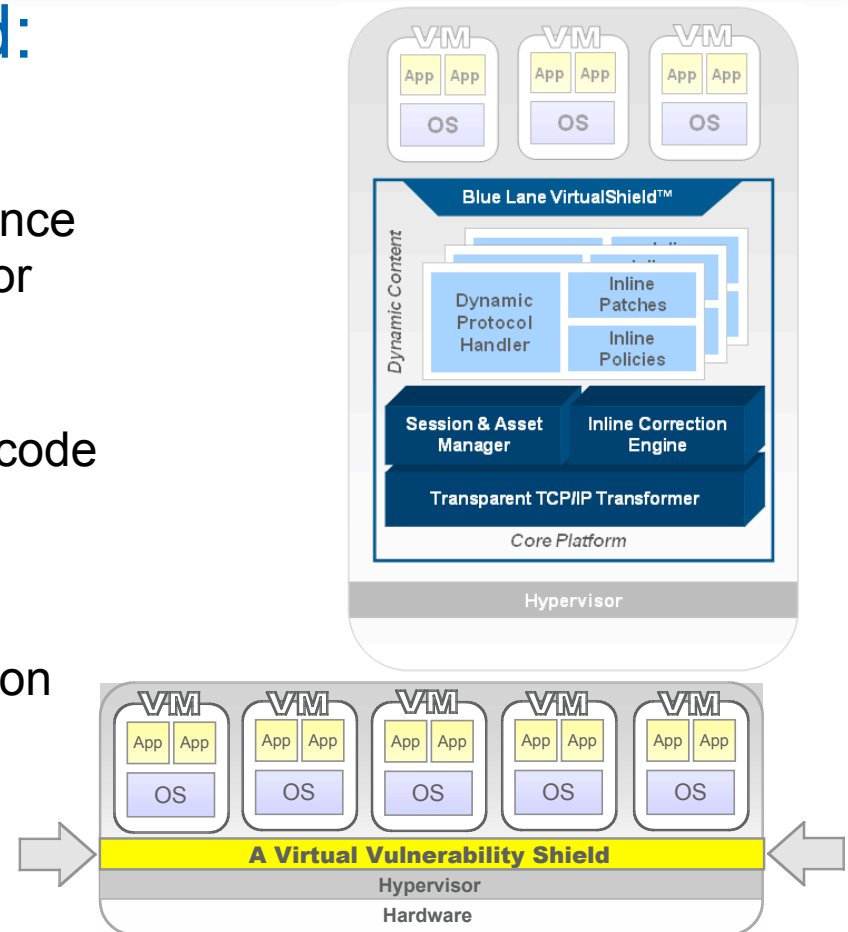 d:
ance
or
code
on
VM VM VM
App App App App App App
OS OS OS
Blue Lane VirtualShield™
Dynamic Content
Dynamic
Protocol
Handler
Inline
Patches
Inline
Policies
Session & Asset
Manager
Inline Correction
Engine
Transparent TCP/IP Transformer
Core Platform
Hypervisor
VM VM VM VM VM
App App App App App App App App App App
OS OS OS OS OS
A Virtual Vulnerability Shield
Hypervisor
Hardware